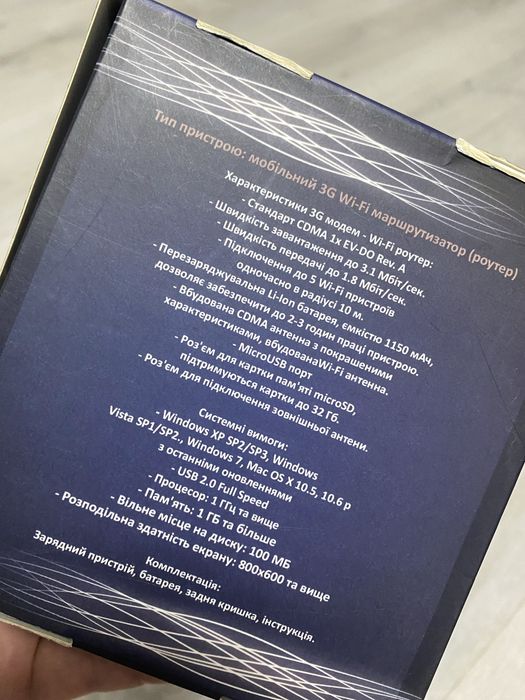 Тип пристрою: мобільний 3G Wi-Fi маршрутизатор (роутер)
Характеристики 3G модем - Wi-Fi роутер:
- Стандарт CDMA 1x EV-DO Rev. A
- Швидкість завантаження до 3.1 Мбіт/сек.
- Швидкість передачі до 1.8 Мбіт/сек.
- Підключення до 5 Wi-Fi пристроїв
одночасно в радіусі 10 м.
- Перезаряджувальна Li-Ion батарея, ємкістю 1150 мАч,
дозволяє забезпечити до 2-3 годин праці пристрою.
- Вбудована CDMA антена з покрашеними
характеристиками, вбудованаWi-Fi антенна.
- MicroUSB порт
- Роз'єм для картки пам'яті microSD,
підтримуються картки до 32 Гб.
- Роз'єм для підключення зовнішньої антени.
Системні вимоги:
- Windows XP SP2/SP3, Windows
Vista SP1/SP2., Windows 7, Mac OS X 10.5, 10.6 р
з останніми оновленнями
- USB 2.0 Full Speed
- Процесор: 1 ГГц та вище
- Пам'ять: 1 ГБ та більше
- Вільне місце на диску: 100 МБ
- Розподільна здатність екрану: 800x600 та вище
Комплектація:
Зарядний пристрій, батарея, задня кришка, інструкція.